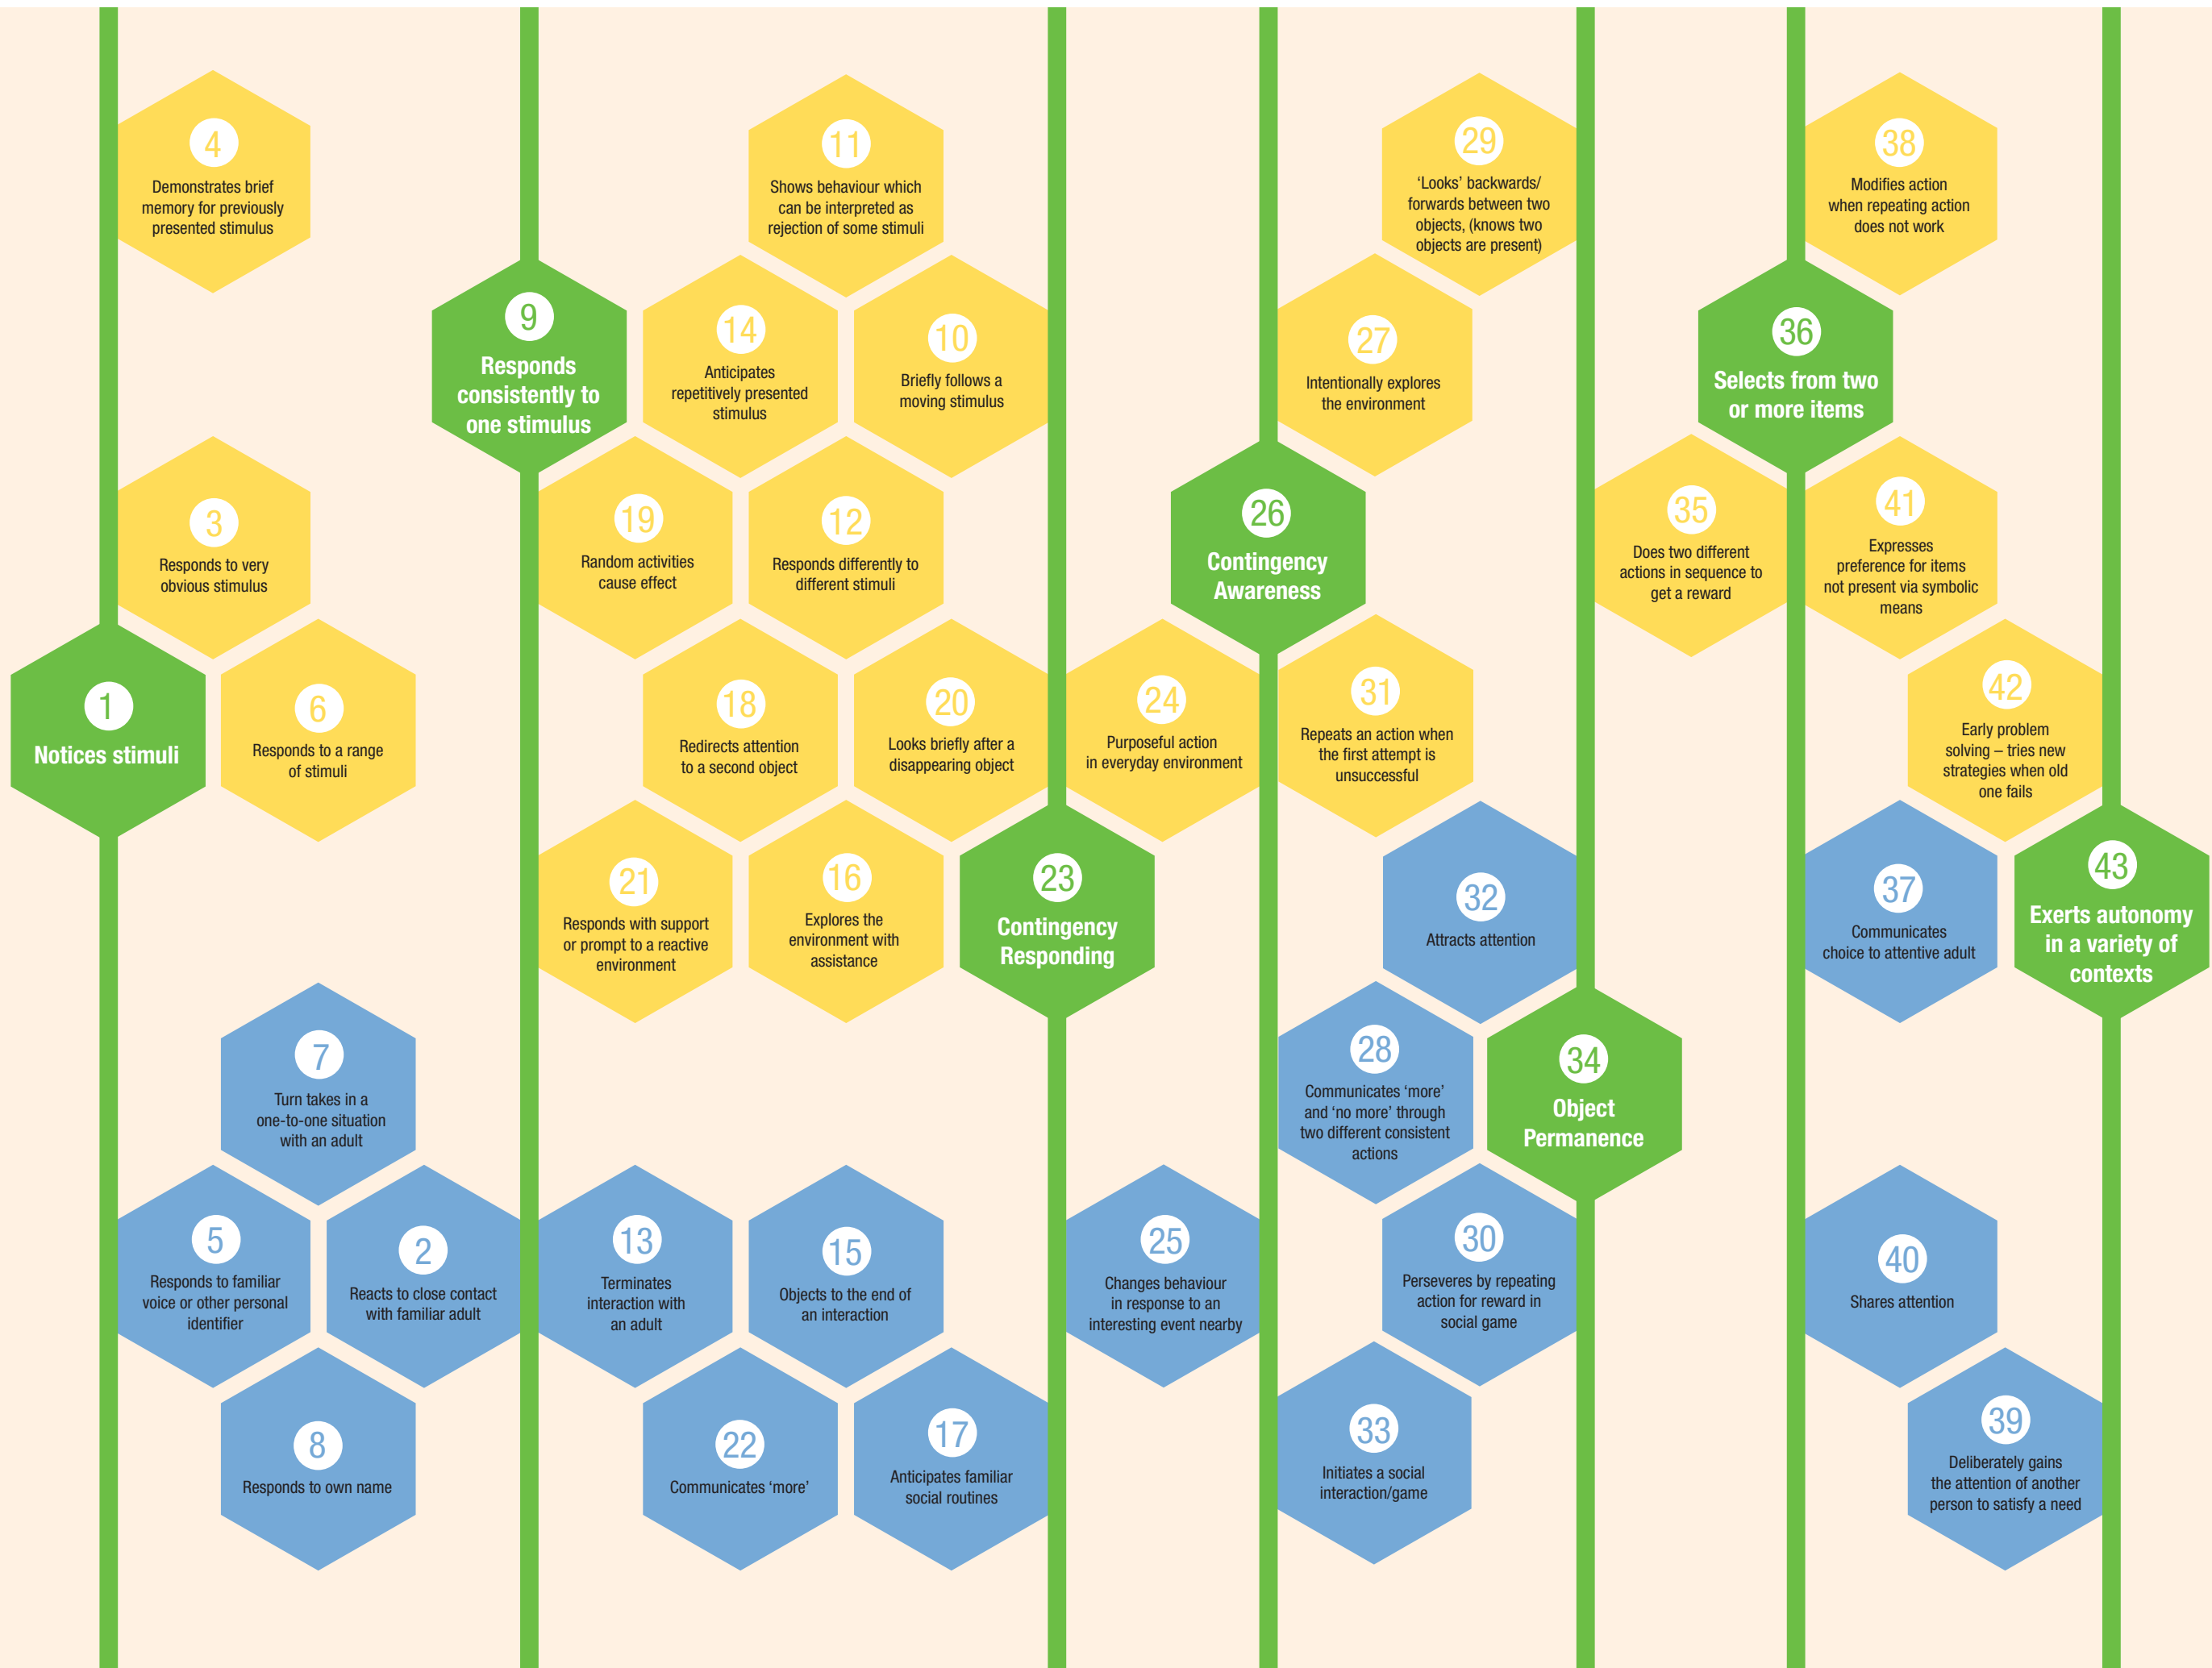 4
Demonstrates brief
memory for previously
presented stimulus
11
Shows behaviour which
can be interpreted as
rejection of some stimuli
29
‘Looks’ backwards/
forwards between two
objects, (knows two
objects are present)
38
Modifies action
when repeating action
does not work
9
Responds
consistently to
one stimulus
14
Anticipates
repetitively presented
stimulus
10
Briefly follows a
moving stimulus
27
Intentionally explores
the environment
36
Selects from two
or more items
3
Responds to very
obvious stimulus
19
Random activities
cause effect
12
Responds differently to
different stimuli
26
Contingency
Awareness
35
Does two different
actions in sequence to
get a reward
41
Expresses
preference for items
not present via symbolic
means
1
Notices stimuli
6
Responds to a range
of stimuli
18
Redirects attention
to a second object
20
Looks briefly after a
disappearing object
24
Purposeful action
in everyday environment
31
Repeats an action when
the first attempt is
unsuccessful
42
Early problem
solving – tries new
strategies when old
one fails
21
Responds with support
or prompt to a reactive
environment
16
Explores the
environment with
assistance
23
Contingency
Responding
32
Attracts attention
37
Communicates
choice to attentive adult
43
Exerts autonomy
in a variety of
contexts
7
Turn takes in a
one-to-one situation
with an adult
28
Communicates ‘more’
and ‘no more’ through
two different consistent
actions
34
Object
Permanence
5
Responds to familiar
voice or other personal
identifier
2
Reacts to close contact
with familiar adult
13
Terminates
interaction with
an adult
15
Objects to the end of
an interaction
25
Changes behaviour
in response to an
interesting event nearby
30
Perseveres by repeating
action for reward in
social game
40
Shares attention
8
Responds to own name
22
Communicates ‘more’
17
Anticipates familiar
social routines
33
Initiates a social
interaction/game
39
Deliberately gains
the attention of another
person to satisfy a need